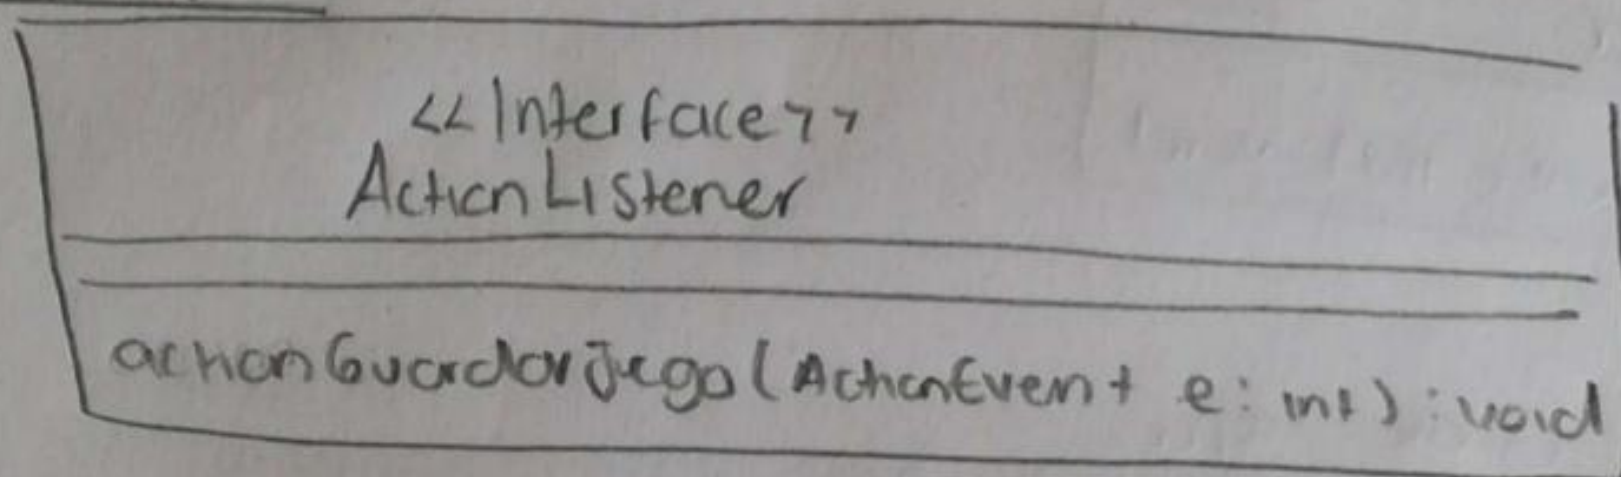 <<Interface>>
ActionListener
actionGuardarJuego(ActionEvent e: int): void